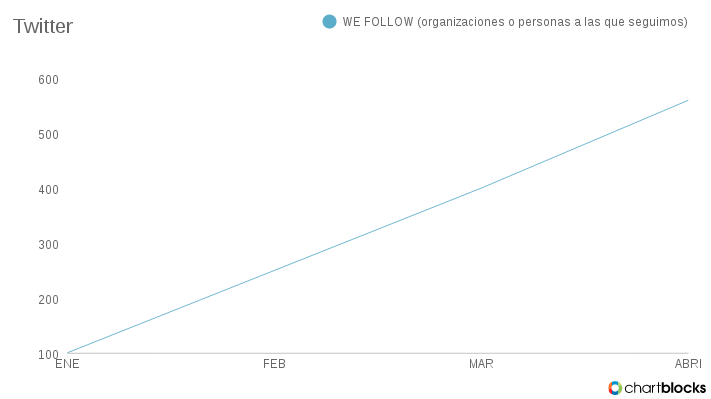 Twitter
WE FOLLOW (organizaciones o personas a las que seguimos)
600
500
400
300
200
100
ENE FEB MAR ABRI
chartblocks